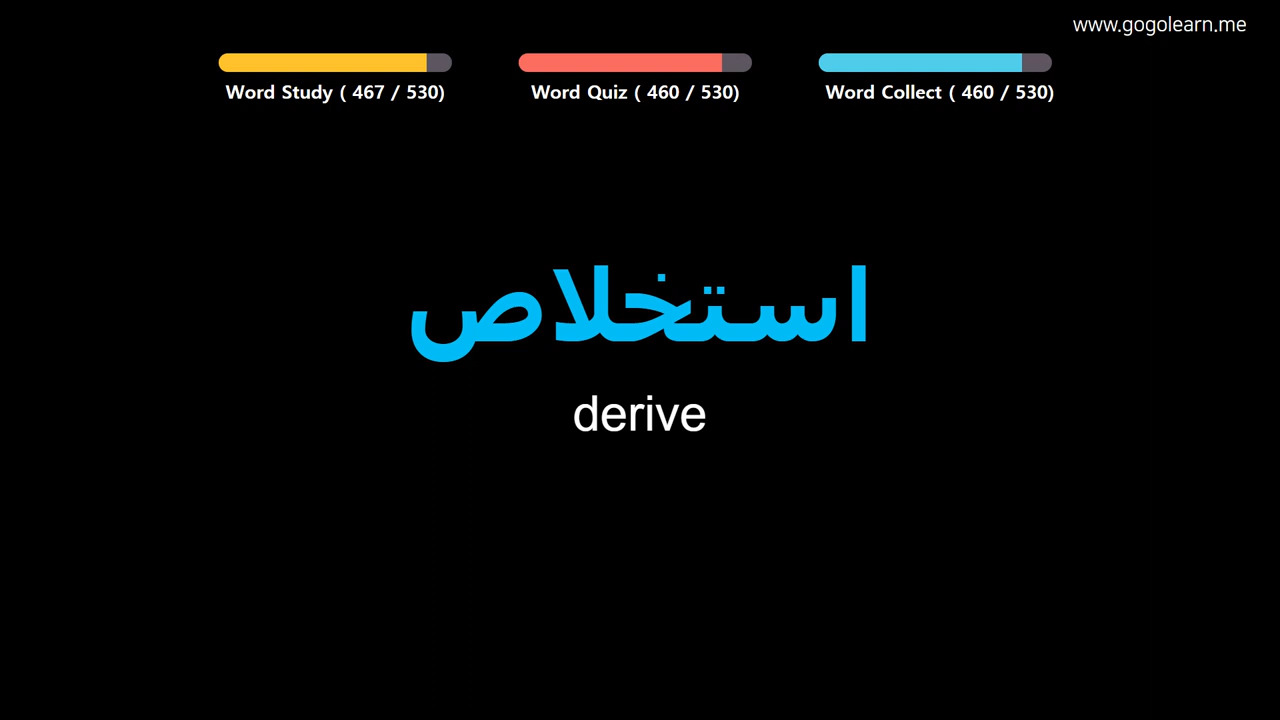 www.gogolearn.me
Word Study ( 467 / 530)
Word Quiz ( 460 / 530)
Word Collect ( 460 / 530)
استخلاص
derive